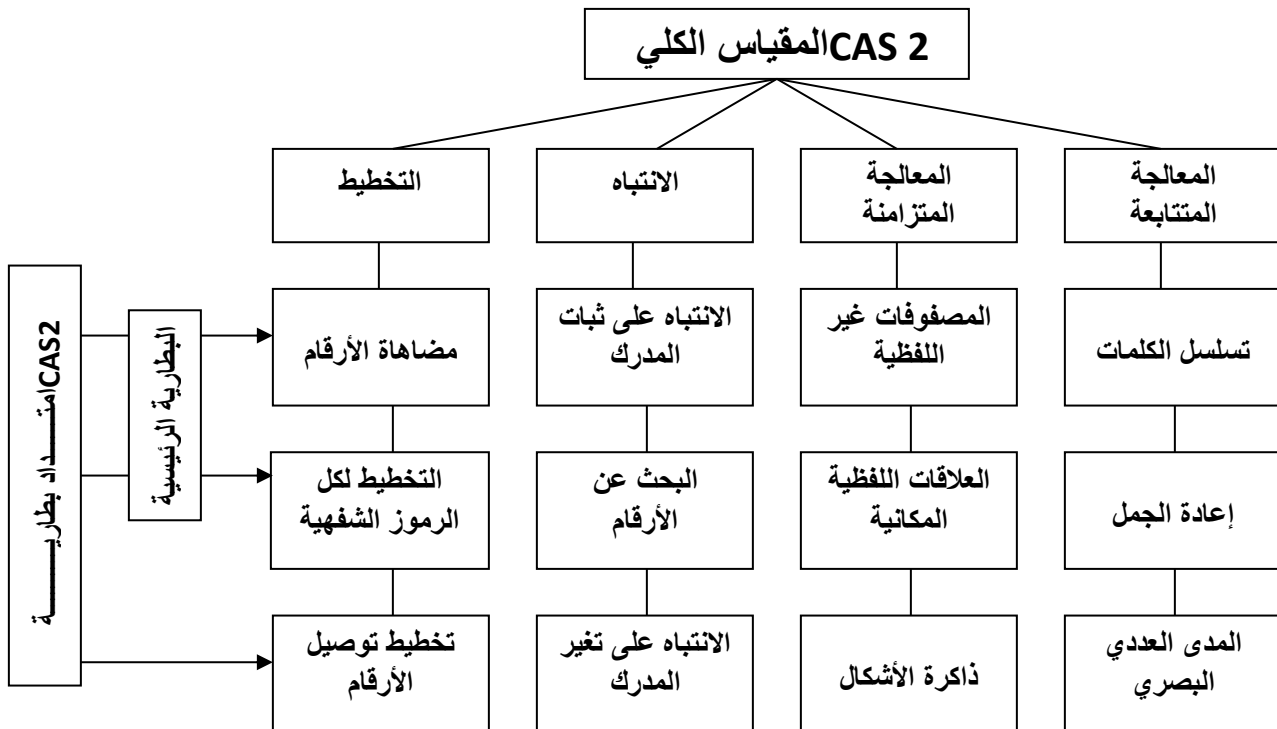 المقياس الكلي CAS 2
المعالجة
المتتابعة
المعالجة
المتزامنة
الانتباه
التخطيط
تسلسل الكلمات
المصفوفات غير
اللفظية
الانتباه على ثبات
المدرك
مضاهاة الأرقام
إعادة الجمل
العلاقات اللفظية
المكانية
البحث عن
الأرقام
التخطيط لكل
الرموز الشفهية
المدى العددي
البصري
ذاكرة الأشكال
الانتباه على تغير
المدرك
تخطيط توصيل
الأرقام
البطارية الرئيسية
امتـــداد بطاريـــــة CAS2